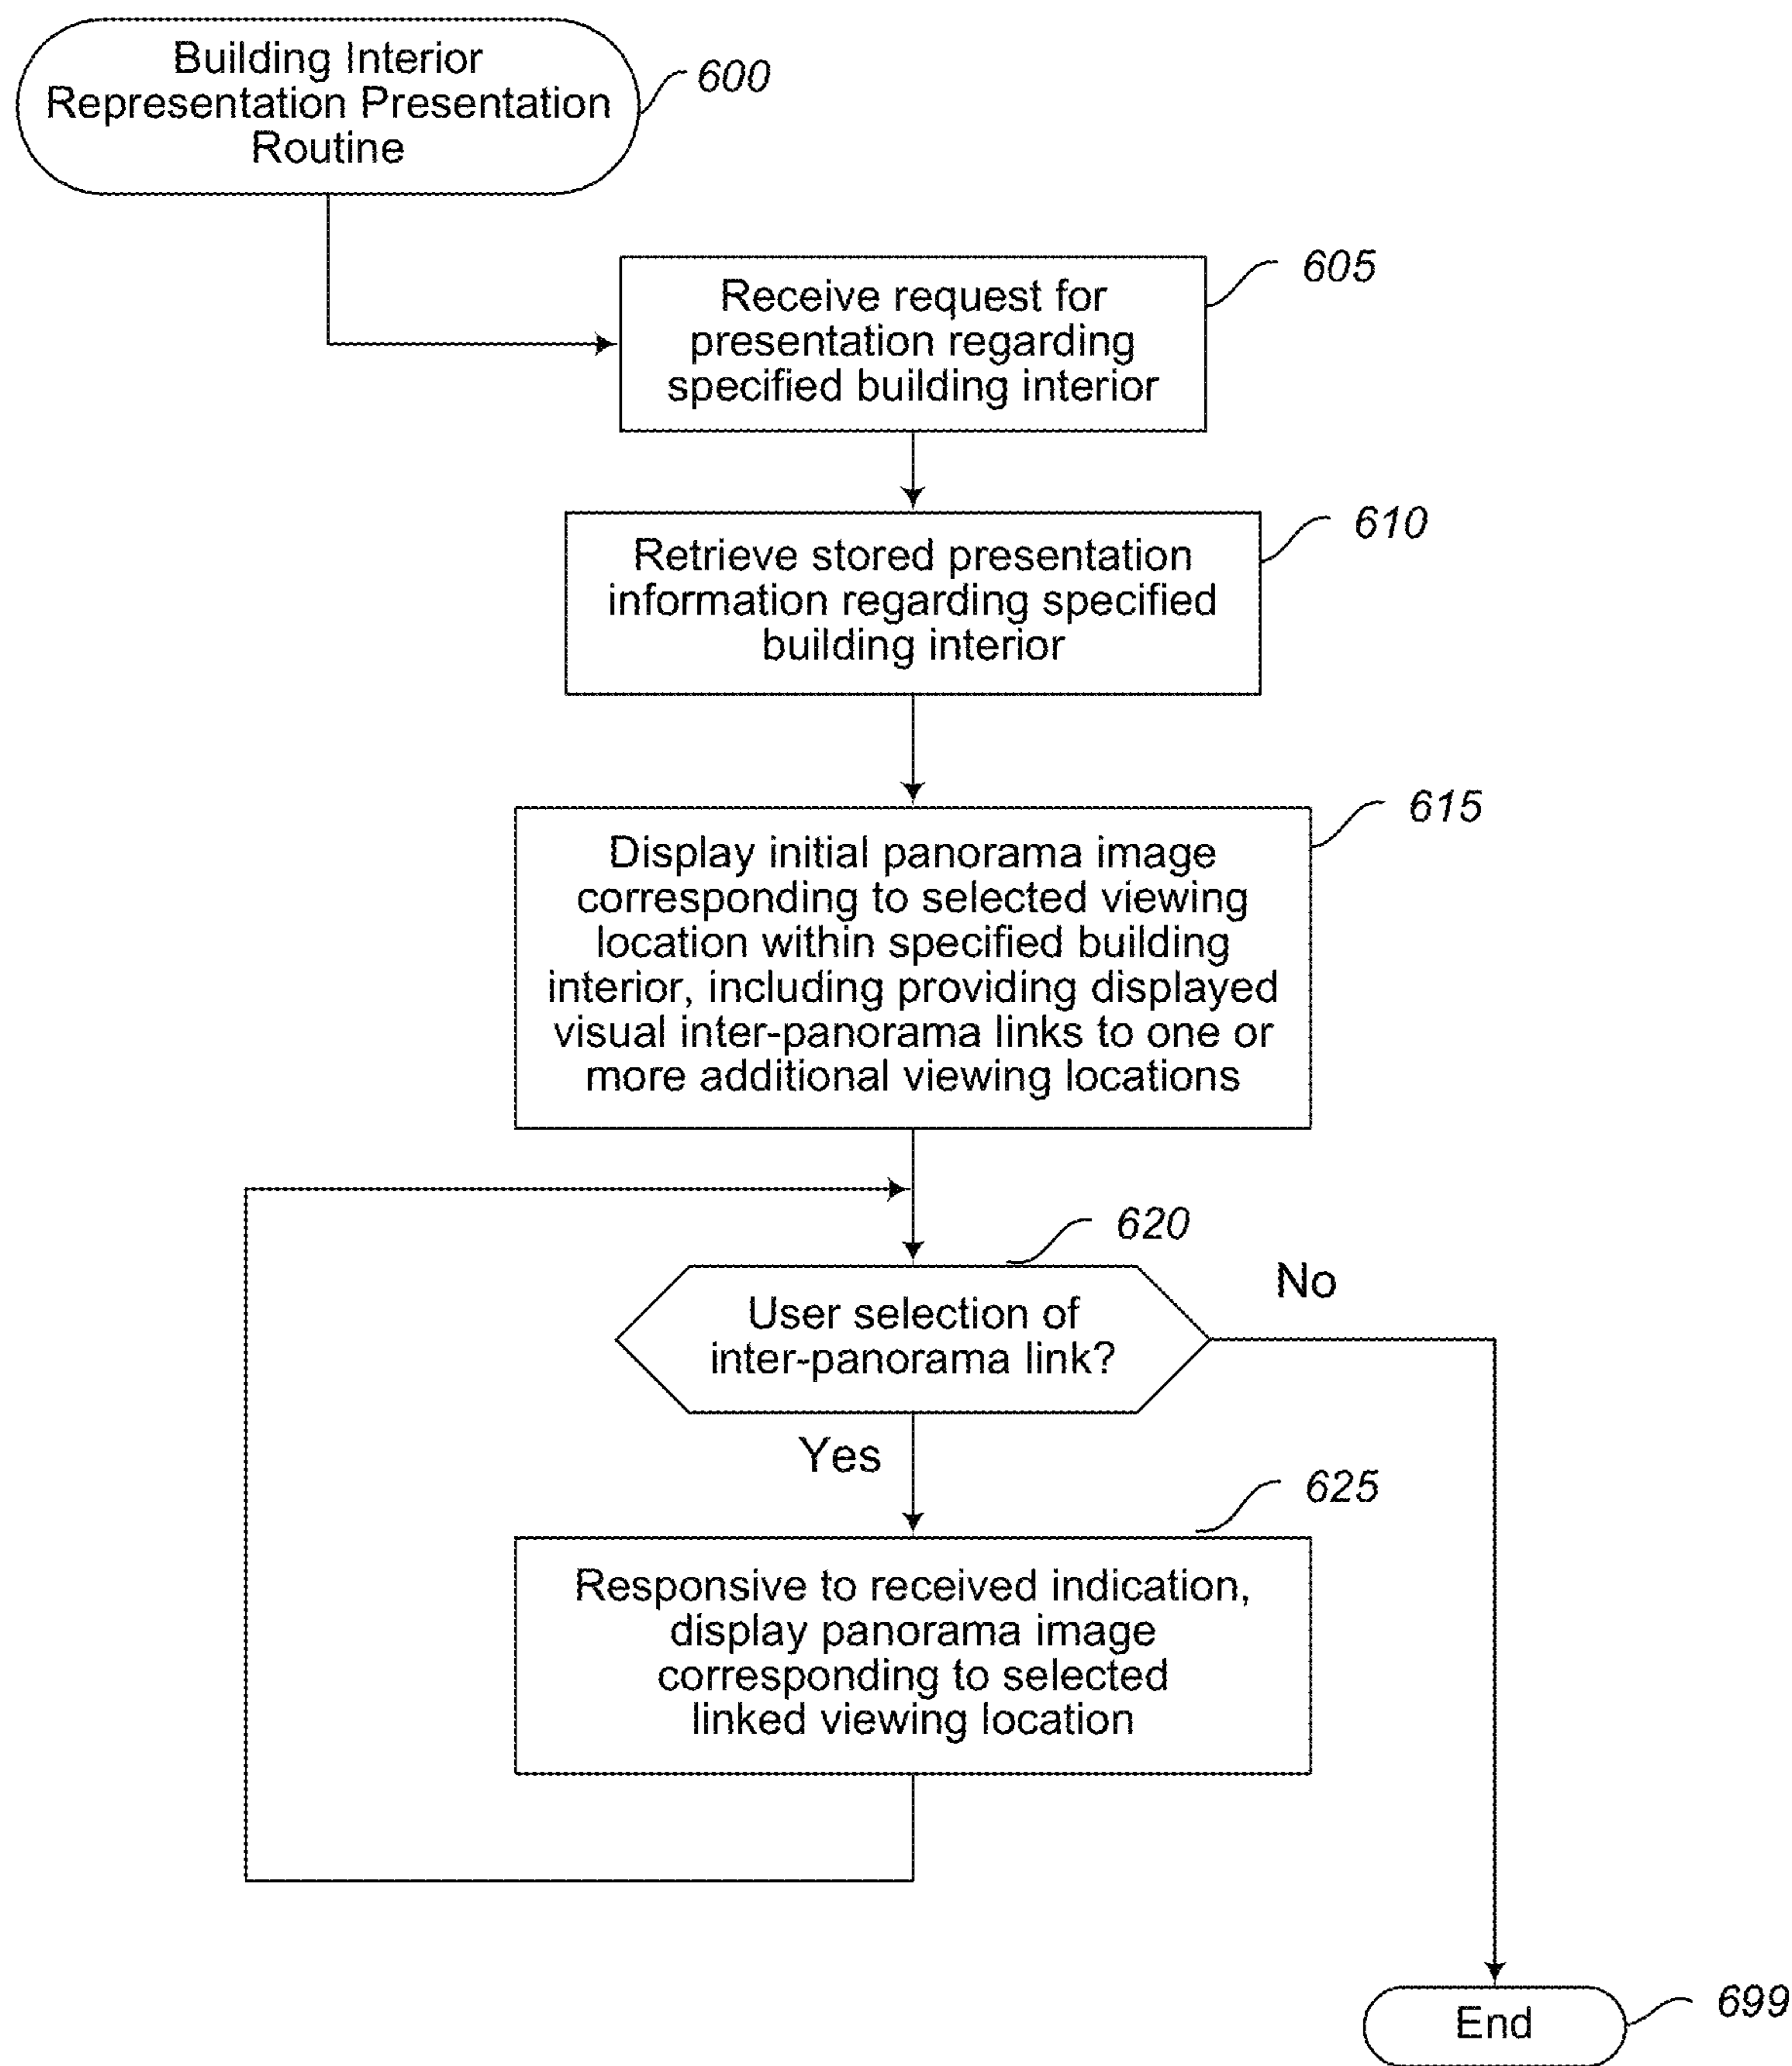 Building Interior
Representation Presentation
Routine
600
605
Receive request for
presentation regarding
specified building interior
610
Retrieve stored presentation
information regarding specified
building interior
615
Display initial panorama image
corresponding to selected viewing
location within specified building
interior, including providing displayed
visual inter-panorama links to one or
more additional viewing locations
620
User selection of
inter-panorama link?
No
Yes
625
Responsive to received indication,
display panorama image
corresponding to selected
linked viewing location
End
699